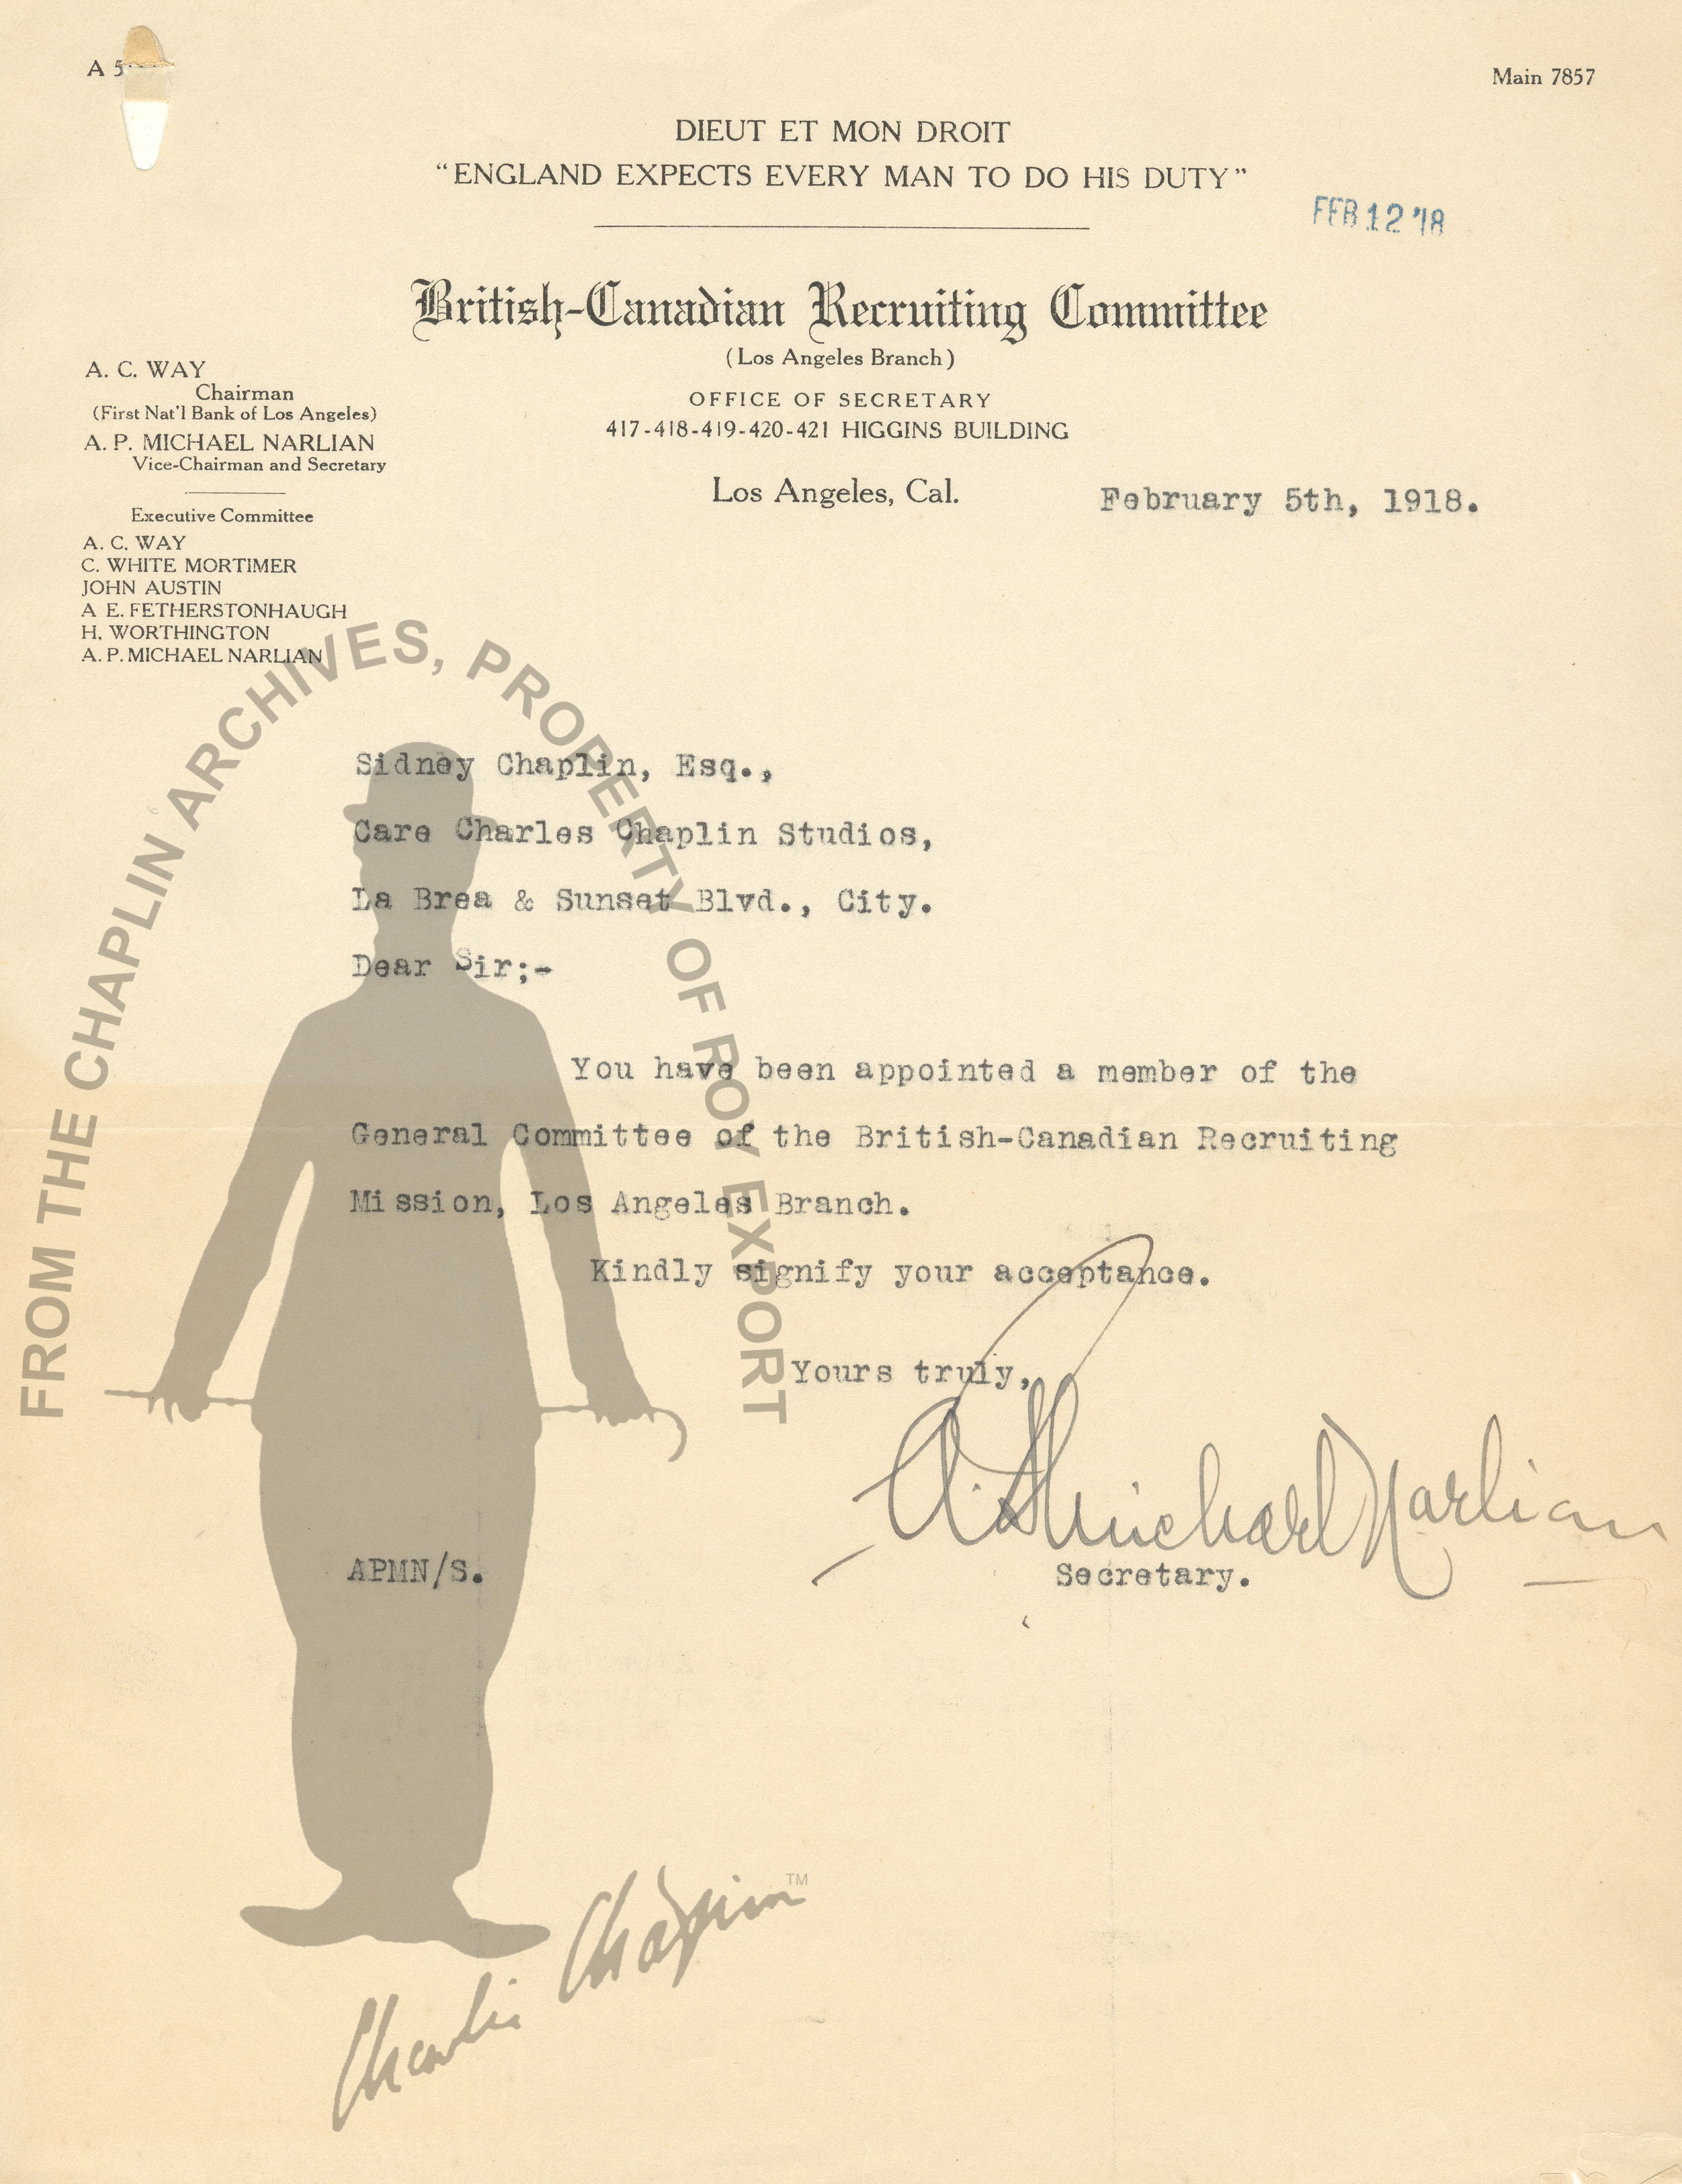 A 5
Main 7857
DIEUT ET MON DROIT
“ENGLAND EXPECTS EVERY MAN TO DO HIS DUTY”
FEB 12 '18
British-Canadian Recruiting Committee
(Los Angeles Branch)
OFFICE OF SECRETARY
417-418-419-420-421 HIGGINS BUILDING
Los Angeles, Cal.
February 5th, 1918.
A. C. WAY
Chairman
(First Nat'l Bank of Los Angeles)
A. P. MICHAEL NARLIAN
Vice-Chairman and Secretary
Executive Committee
A. C. WAY
C. WHITE MORTIMER
JOHN AUSTIN
A E. FETHERSTONHAUGH
H. WORTHINGTON
A. P. MICHAEL NARLIAN
Sidney Chaplin, Esq.,
Care Charles Chaplin Studios,
La Brea & Sunset Blvd., City.
Dear Sir;-
You have been appointed a member of the
General Committee of the British-Canadian Recruiting
Mission, Los Angeles Branch.
Kindly signify your acceptance.
Yours truly,
A. P. Michael Narlian
Secretary.
APMN/S.
FROM THE CHAPLIN ARCHIVES, PROPERTY OF ROY EXPORT
Charlie Chaplin TM